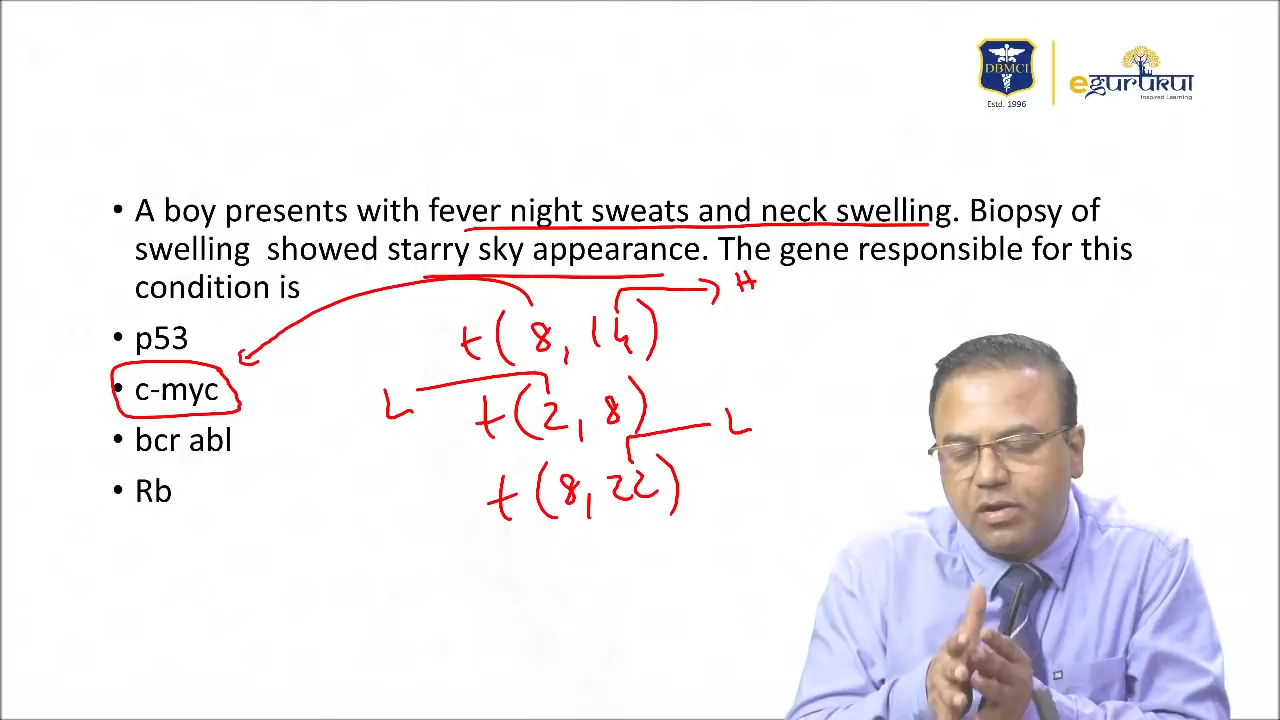 DBMCI
Estd. 1996
egurukul
Inspired Learning
• A boy presents with fever night sweats and neck swelling. Biopsy of
swelling showed starry sky appearance. The gene responsible for this
condition is
• p53
• c-myc
• bcr abl
• Rb
H
t(8, 14)
L
t(2, 8)
L
t(8, 22)